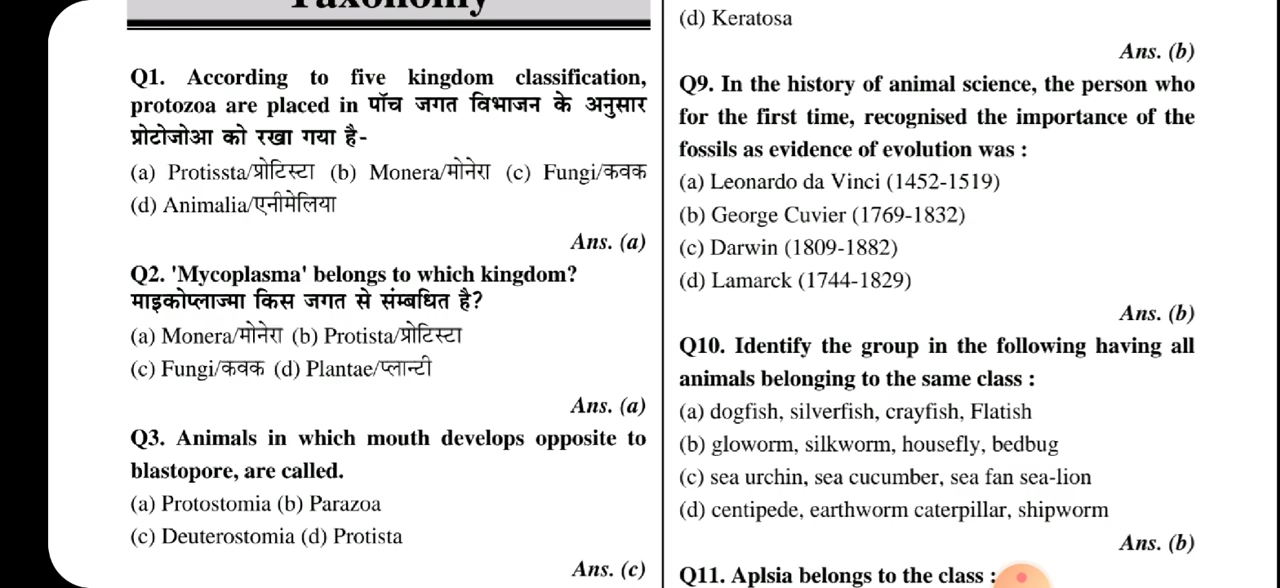 Taxonomy
Q1. According to five kingdom classification,
protozoa are placed in पॉच जगत विभाजन के अनुसार
प्रोटोजोआ को रखा गया है-
(a) Protissta/प्रोटिस्टा (b) Monera/मोनेरा (c) Fungi/कवक
(d) Animalia/एनीमेलिया
Ans. (a)
Q2. 'Mycoplasma' belongs to which kingdom?
माइकोप्लाज्मा किस जगत से संम्बधित है?
(a) Monera/मोनेरा (b) Protista/प्रोटिस्टा
(c) Fungi/कवक (d) Plantae/प्लान्टी
Ans. (a)
Q3. Animals in which mouth develops opposite to
blastopore, are called.
(a) Protostomia (b) Parazoa
(c) Deuterostomia (d) Protista
Ans. (c)
(d) Keratosa
Ans. (b)
Q9. In the history of animal science, the person who
for the first time, recognised the importance of the
fossils as evidence of evolution was :
(a) Leonardo da Vinci (1452-1519)
(b) George Cuvier (1769-1832)
(c) Darwin (1809-1882)
(d) Lamarck (1744-1829)
Ans. (b)
Q10. Identify the group in the following having all
animals belonging to the same class :
(a) dogfish, silverfish, crayfish, Flatish
(b) gloworm, silkworm, housefly, bedbug
(c) sea urchin, sea cucumber, sea fan sea-lion
(d) centipede, earthworm caterpillar, shipworm
Ans. (b)
Q11. Aplsia belongs to the class :